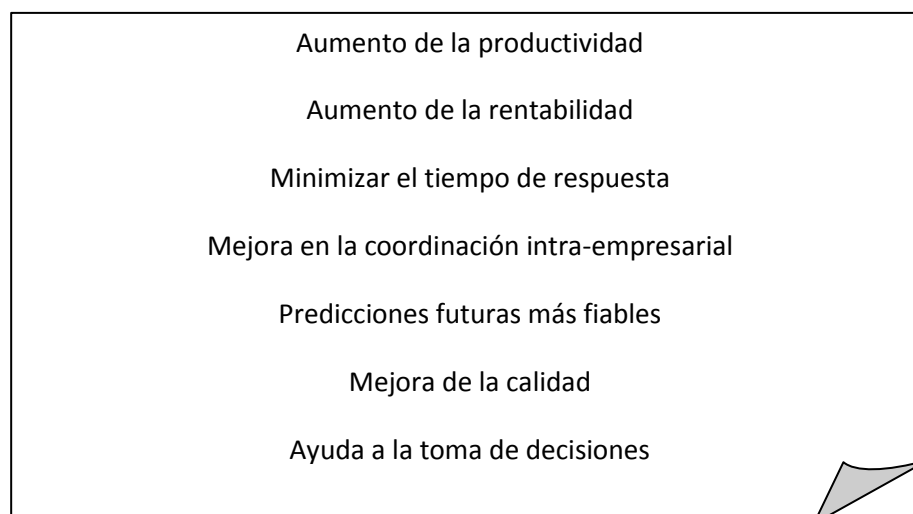 Aumento de la productividad
Aumento de la rentabilidad
Minimizar el tiempo de respuesta
Mejora en la coordinación intra-empresarial
Predicciones futuras más fiables
Mejora de la calidad
Ayuda a la toma de decisiones